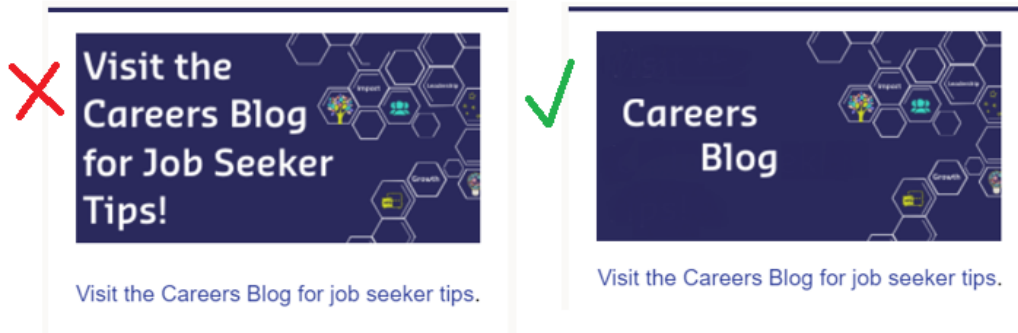 Visit the
Careers Blog
for Job Seeker
Tips!
Impact
Leadership
Growth
Visit the Careers Blog for job seeker tips.
Careers
Blog
Impact
Leadership
Growth
Visit the Careers Blog for job seeker tips.